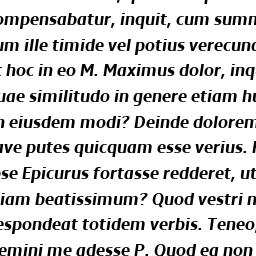 ompensabatur, inquit, cum summ
um ille timide vel potius verecund
hoc in eo M. Maximus dolor, inq
uae similitudo in genere etiam hu
eiusdem modi? Deinde dolorem
ave putes quicquam esse verius.
se Epicurus fortasse redderet, ut
iam beatissimum? Quod vestri n
espondeat totidem verbis. Teneo,
emini me adesse P. Quod ea non